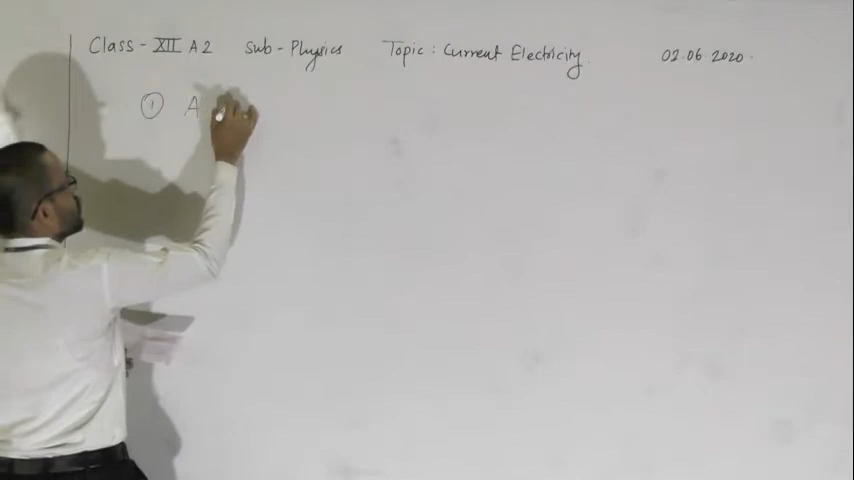 Class - XII A2 Sub - Physics Topic : Current Electricity. 02.06 2020.
① A